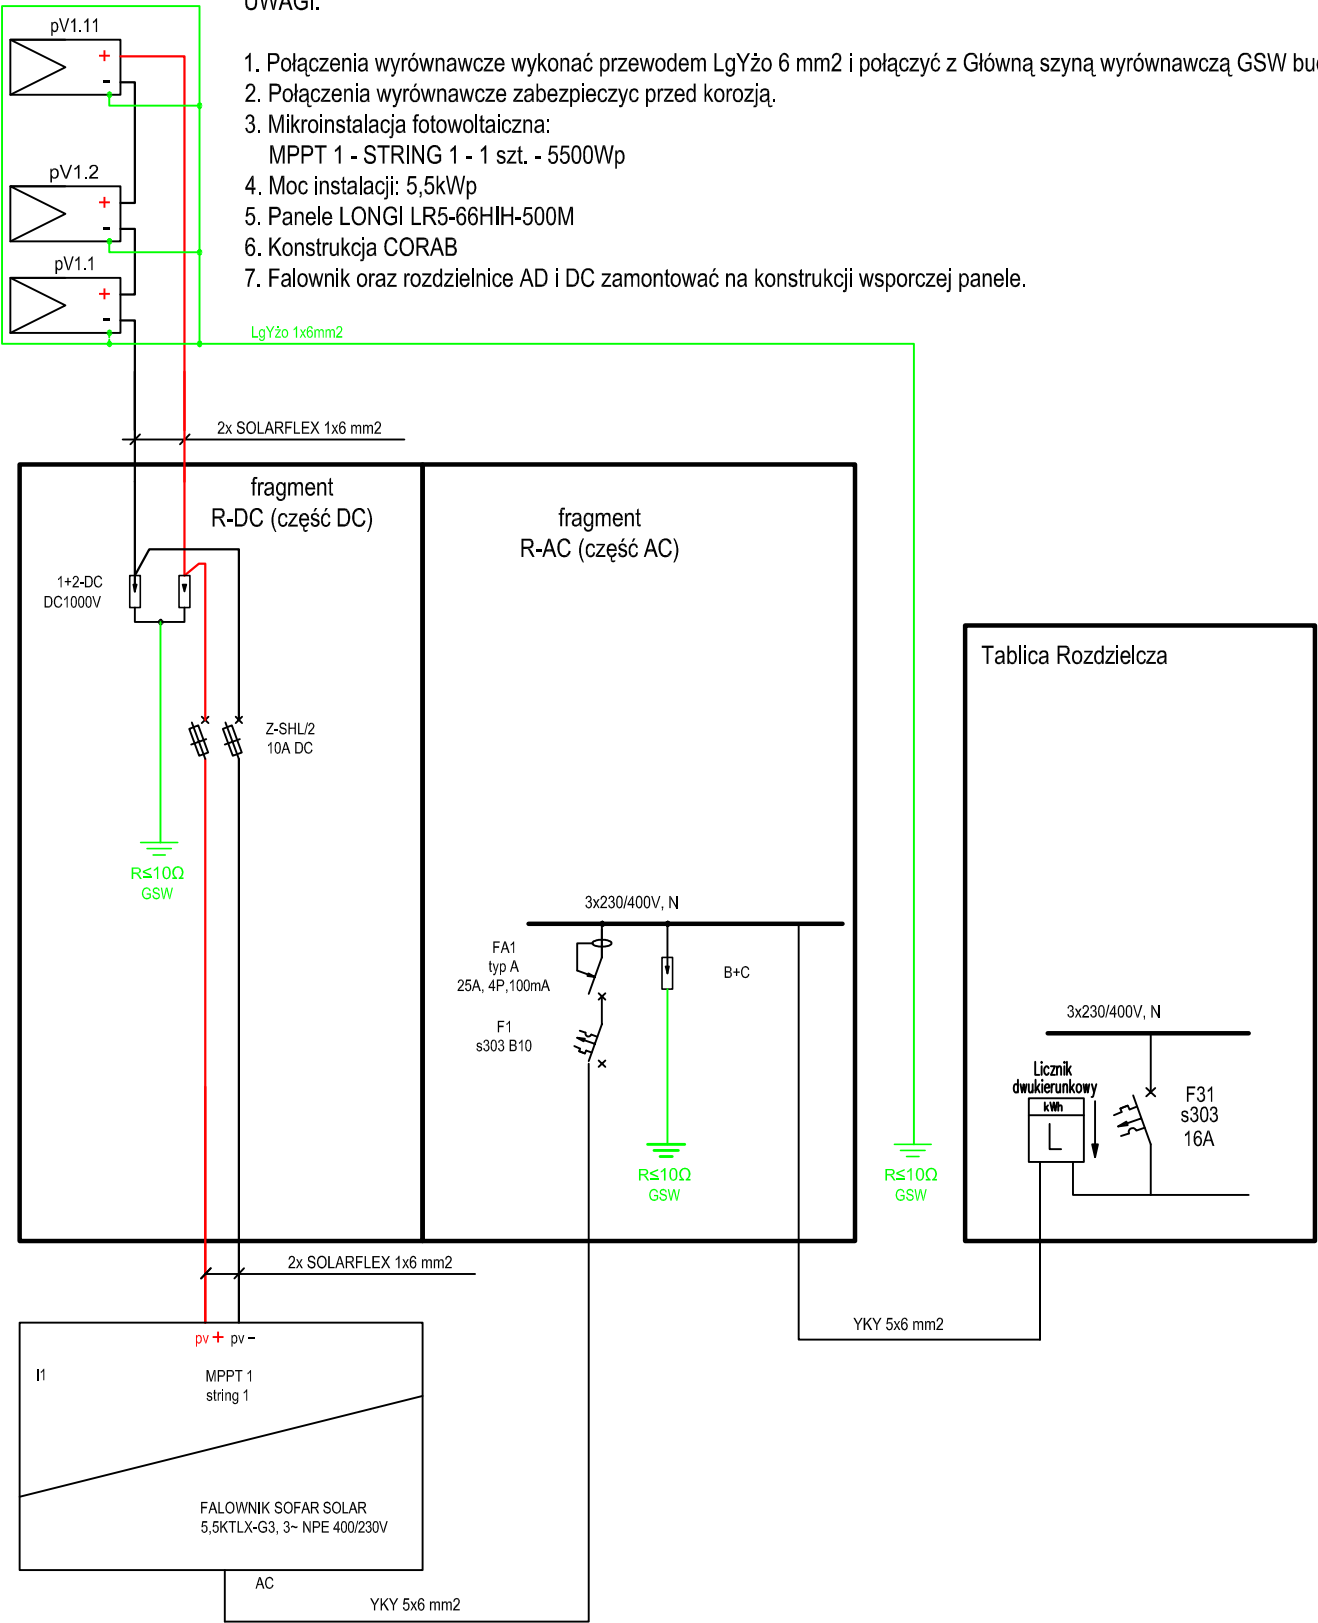 UWAGI:
pV1.11
1. Połączenia wyrównawcze wykonać przewodem LgYżo 6 mm2 i połączyć z Główną szyną wyrównawczą GSW
2. Połączenia wyrównawcze zabezpieczyc przed korozją.
3. Mikroinstalacja fotowoltaiczna:
MPPT 1 - STRING 1 - 1 szt. - 5500Wp
4. Moc instalacji: 5,5kWp
5. Panele LONGI LR5-66HIH-500M
6. Konstrukcja CORAB
7. Falownik oraz rozdzielnice AD i DC zamontować na konstrukcji wsporczej panele.
+
-
pV1.2
+
-
pV1.1
+
-
LgYżo 1x6mm2
2x SOLARFLEX 1x6 mm2
fragment
R-DC (część DC)
fragment
R-AC (część AC)
1+2-DC
DC1000V
Tablica Rozdzielcza
Z-SHL/2
10A DC
R≤10Ω
GSW
3x230/400V, N
FA1
typ A
25A, 4P,100mA
B+C
F1
s303 B10
3x230/400V, N
Licznik
dwukierunkowy
kWh
L
F31
s303
16A
R≤10Ω
GSW
R≤10Ω
GSW
2x SOLARFLEX 1x6 mm2
YKY 5x6 mm2
pv + pv -
I1
MPPT 1
string 1
FALOWNIK SOFAR SOLAR
5,5KTLX-G3, 3~ NPE 400/230V
AC
YKY 5x6 mm2